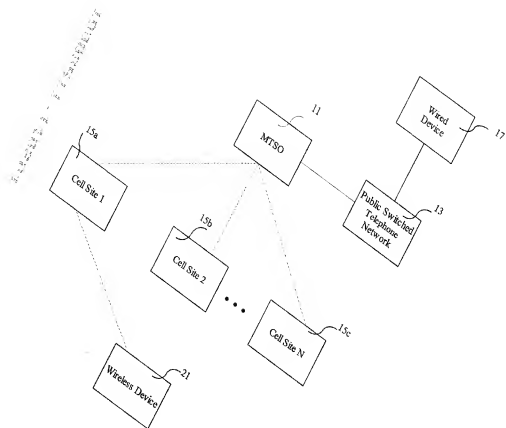 11
MTSO
Wired
Device
17
15a
Cell Site 1
Public Switched
Telephone
Network
13
15b
Cell Site 2
15c
Cell Site N
21
Wireless Device